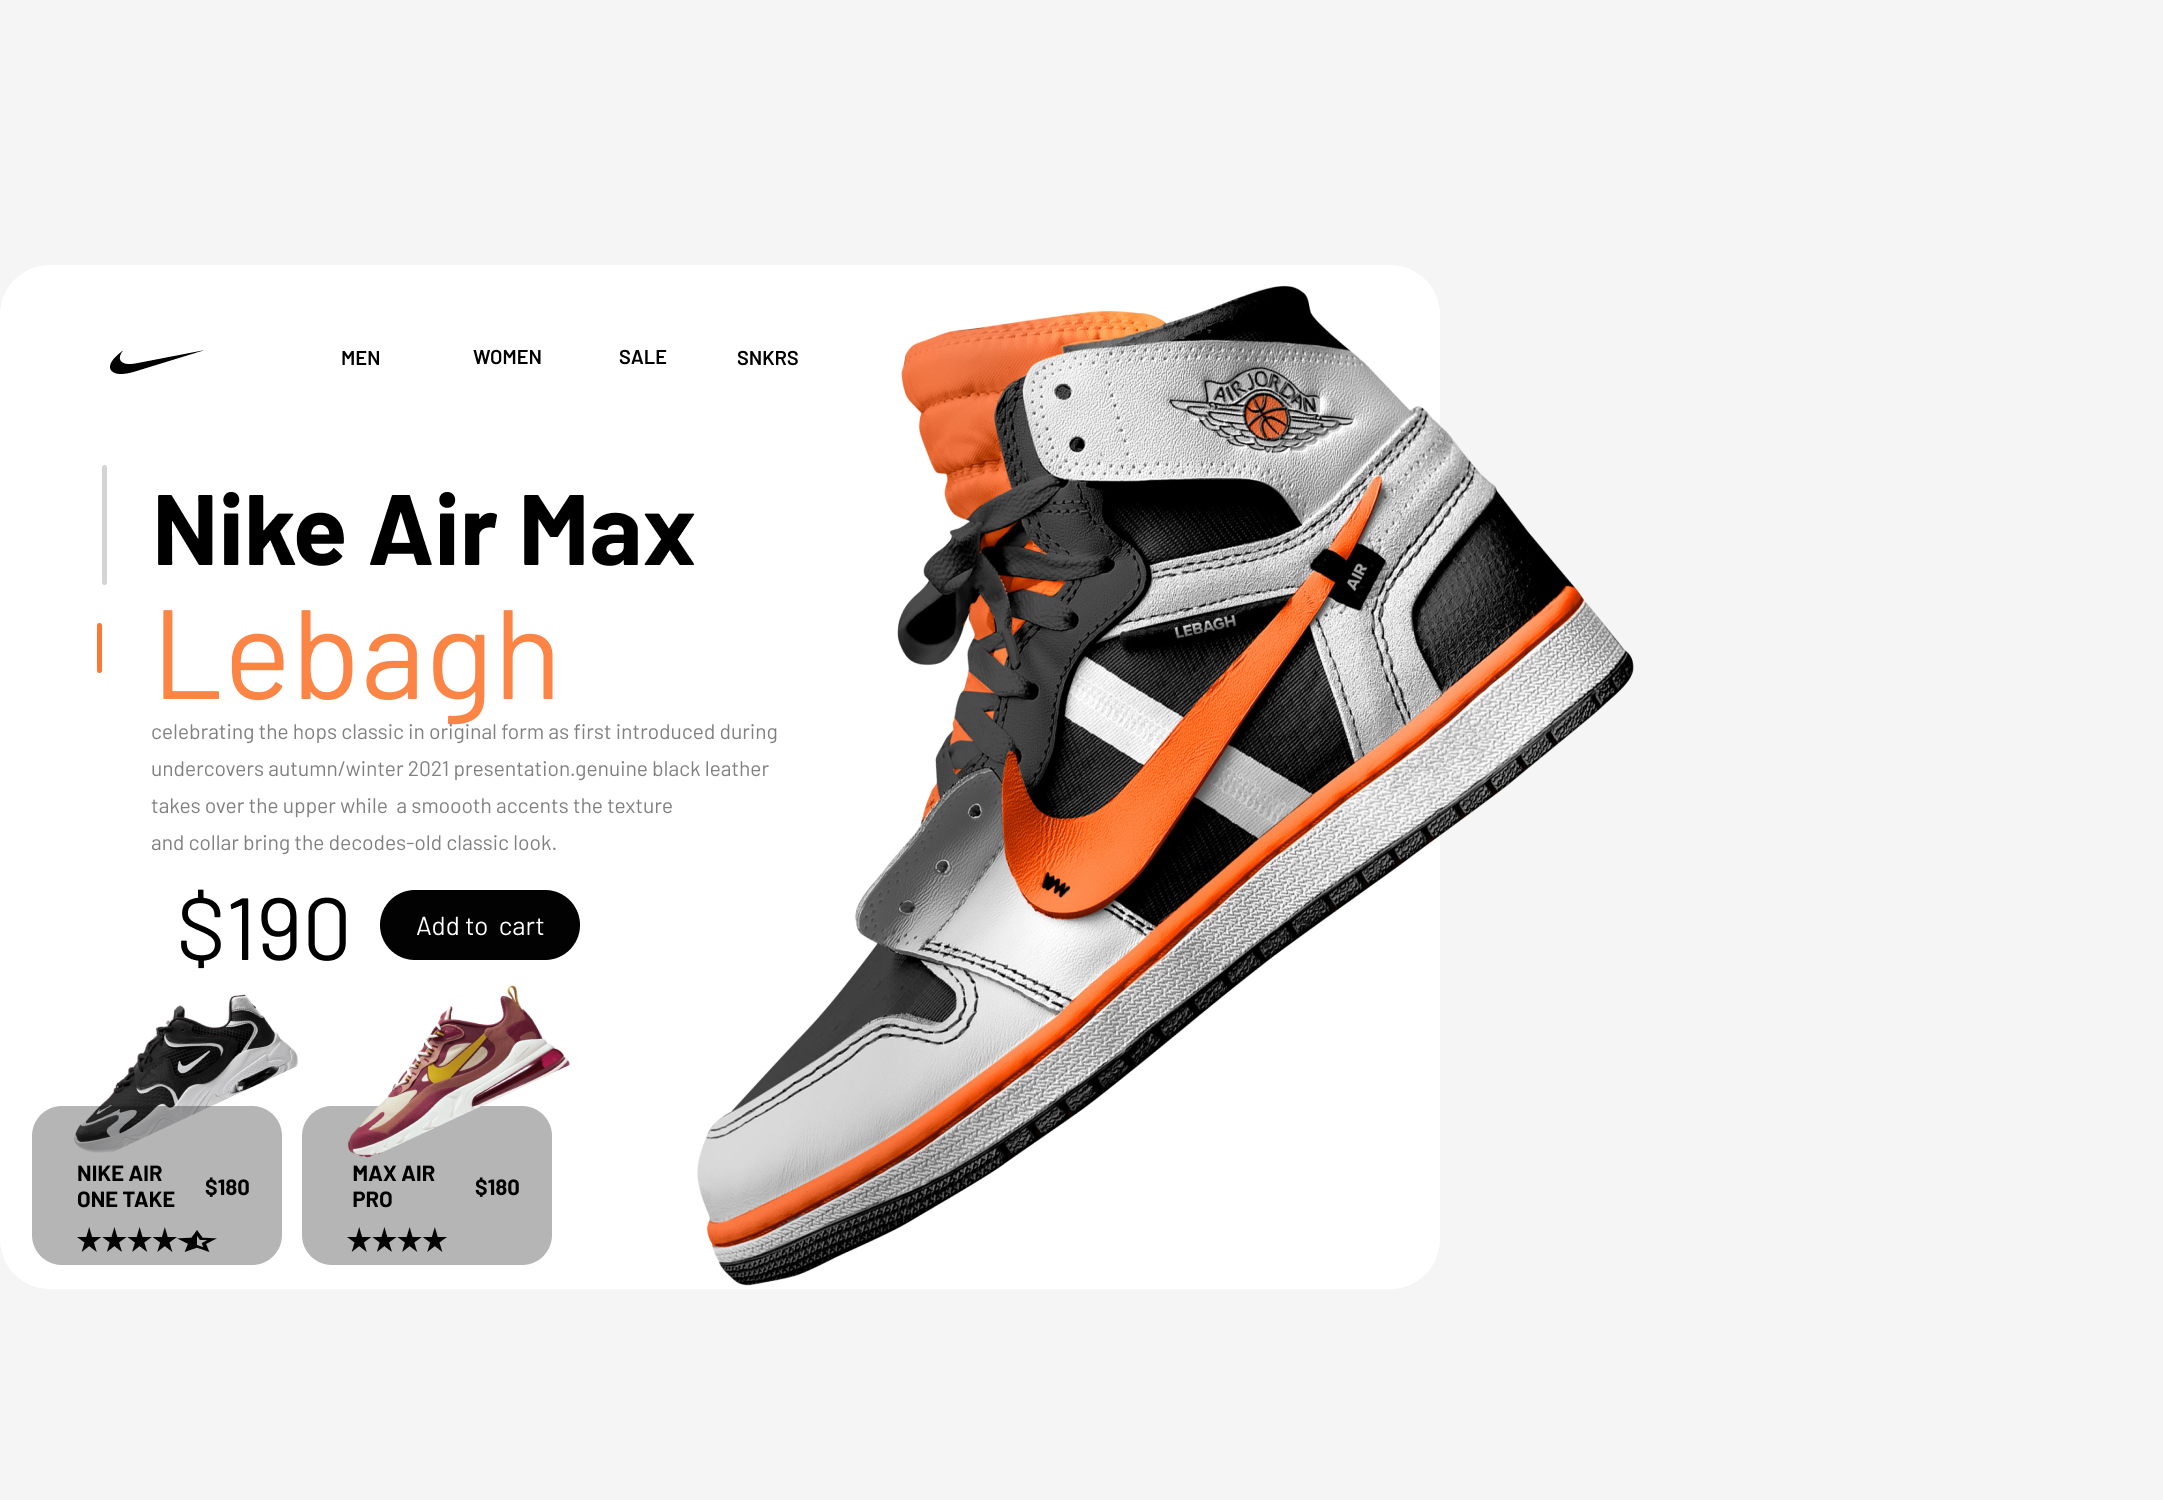 MEN WOMEN SALE SNKRS
Nike Air Max
Lebagh
celebrating the hops classic in original form as first introduced during
undercovers autumn/winter 2021 presentation.genuine black leather
takes over the upper while  a smoooth accents the texture
and collar bring the decodes-old classic look.
$190 Add to  cart
NIKE AIR
ONE TAKE
$180
MAX AIR
PRO
$180
AIR JORDAN
AIR
LEBAGH